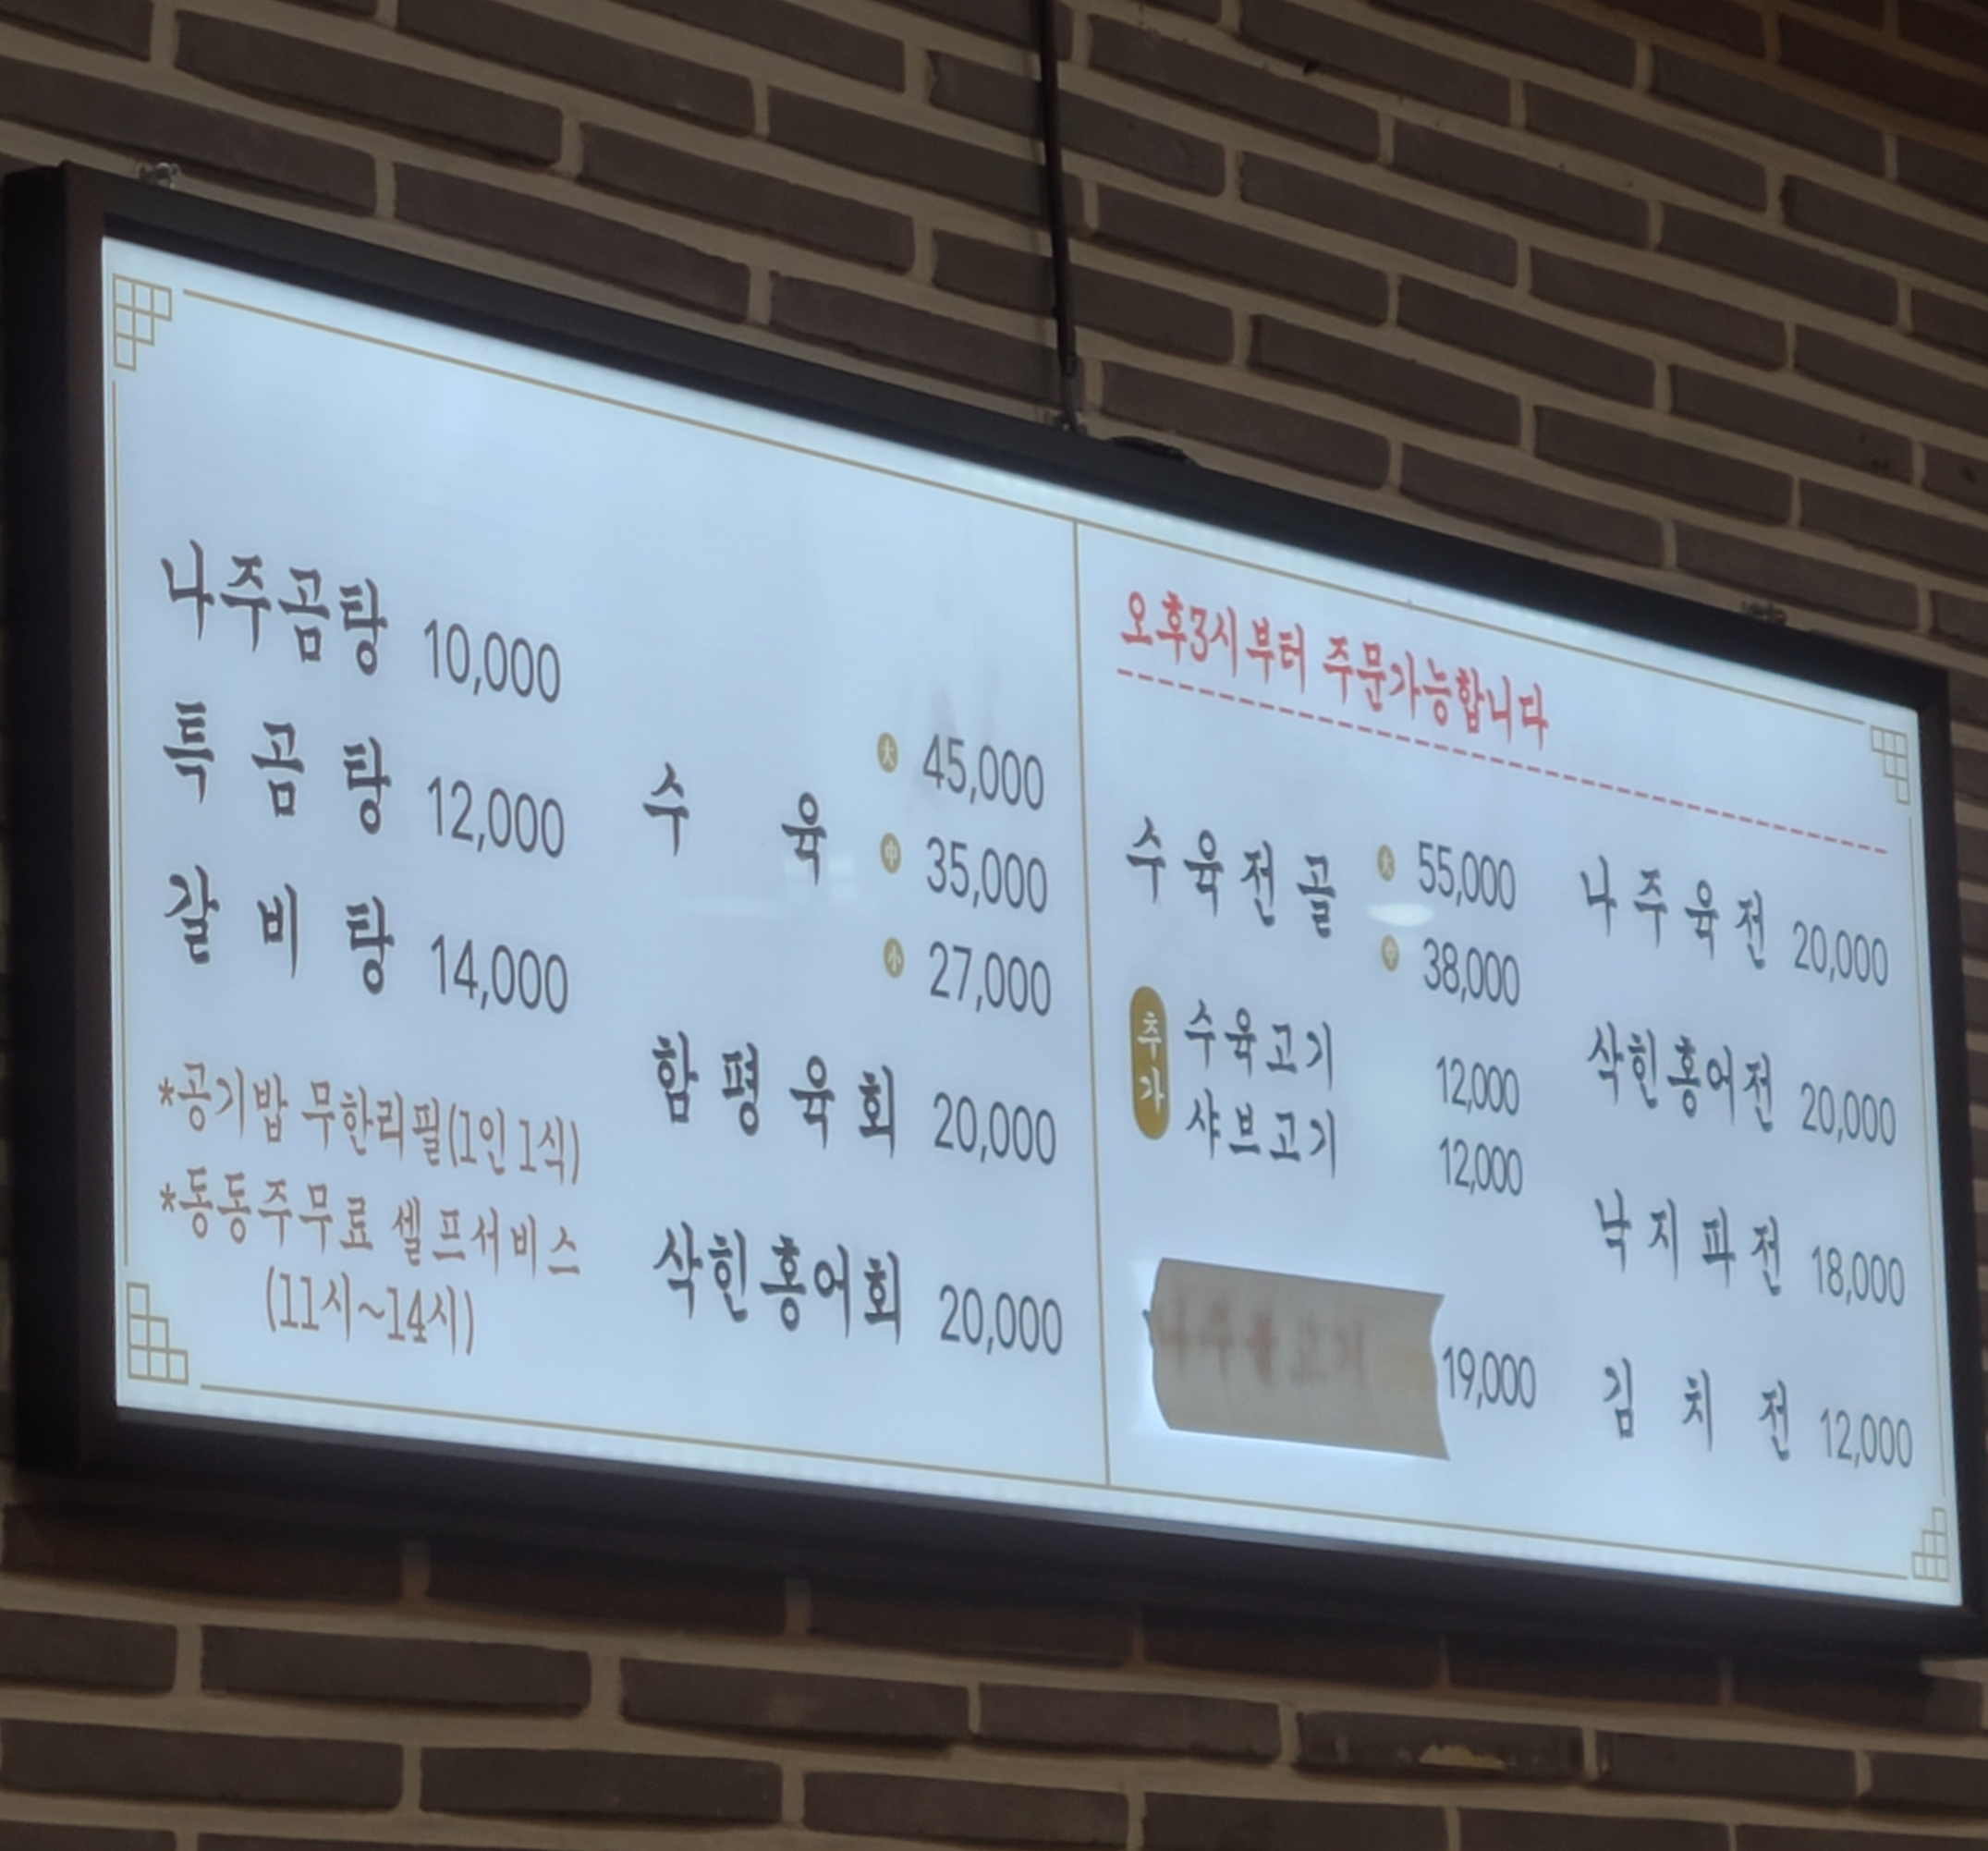 나주곰탕 10,000
특곰탕 12,000
갈비탕 14,000
*공기밥 무한리필(1인 1식)
*동동주무료 셀프서비스
(11시~14시)
수육 大 45,000
中 35,000
小 27,000
함평육회 20,000
삭힌홍어회 20,000
오후3시부터 주문가능합니다
수육전골 大 55,000
中 38,000
추가 수육고기 12,000
샤브고기 12,000
19,000
나주육전 20,000
삭힌홍어전 20,000
낙지파전 18,000
김치전 12,000